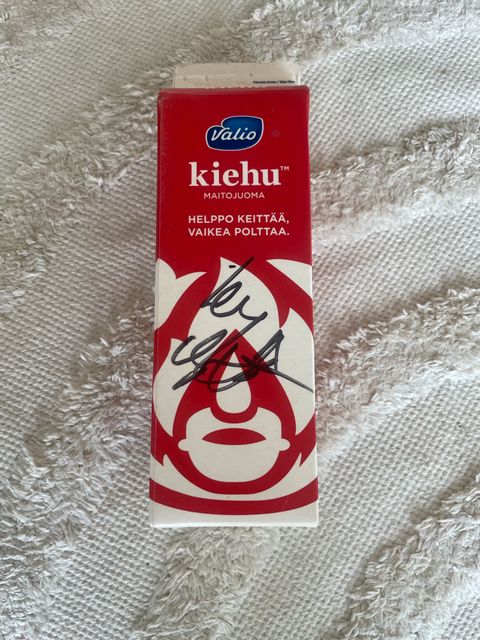 Valio
kiehu™
MAITOJUOMA
HELPPO KEITTÄÄ,
VAIKEA POLTTAA.